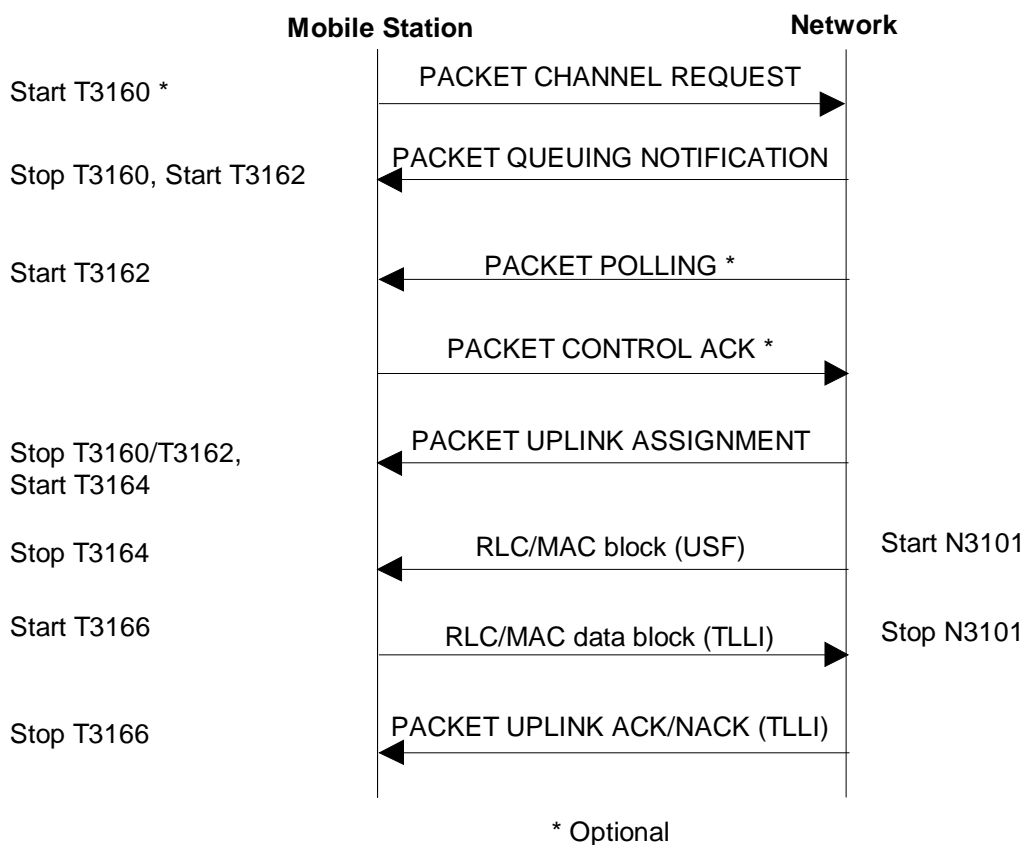 Mobile Station
Network
Start T3160 *
PACKET CHANNEL REQUEST
Stop T3160, Start T3162
PACKET QUEUING NOTIFICATION
Start T3162
PACKET POLLING *
PACKET CONTROL ACK *
Stop T3160/T3162,
Start T3164
PACKET UPLINK ASSIGNMENT
Stop T3164
RLC/MAC block (USF)
Start N3101
Start T3166
RLC/MAC data block (TLLI)
Stop N3101
Stop T3166
PACKET UPLINK ACK/NACK (TLLI)
* Optional